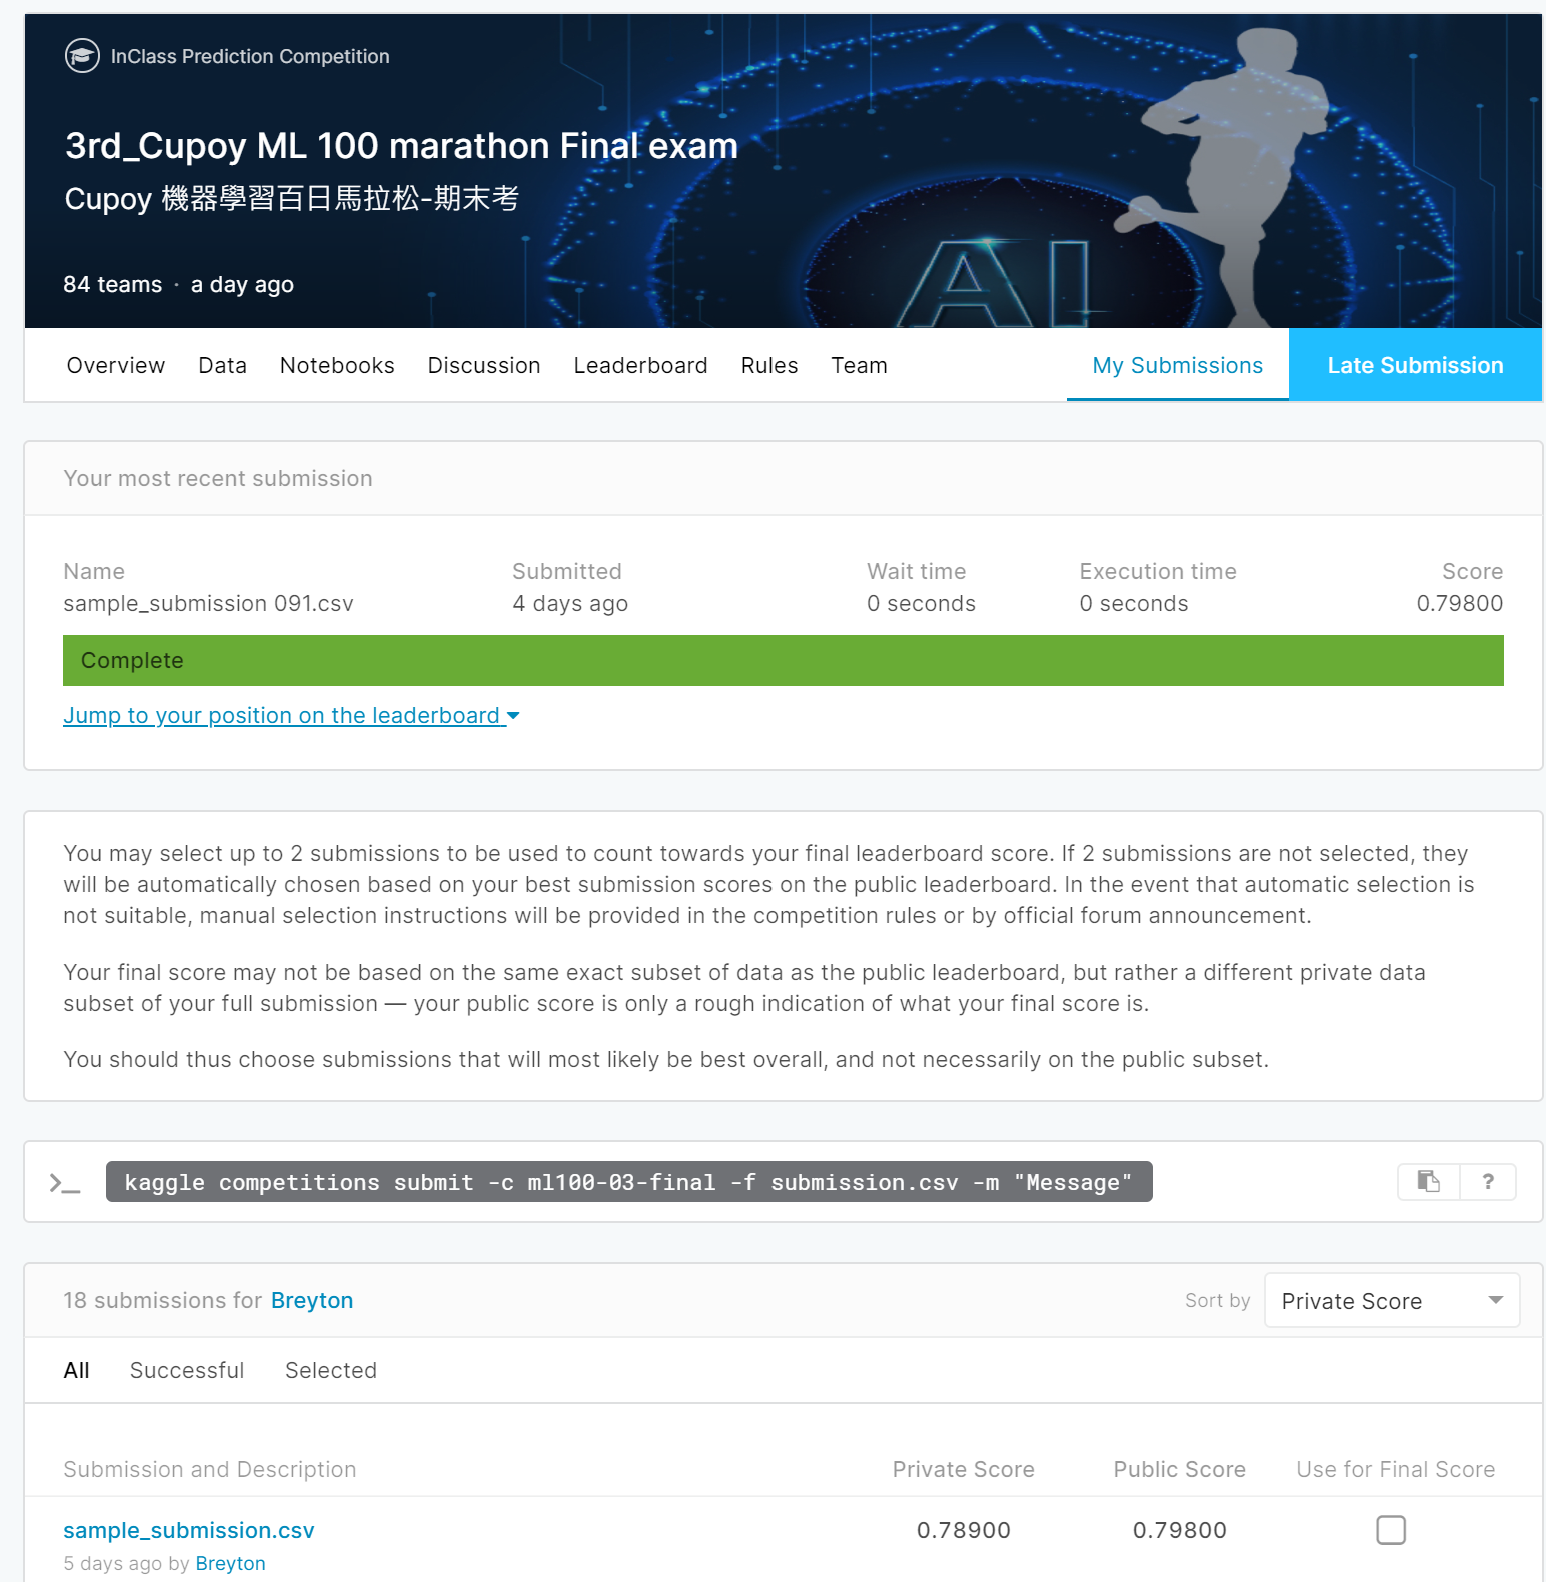 InClass Prediction Competition
3rd_Cupoy ML 100 marathon Final exam
Cupoy 機器學習百日馬拉松-期末考
84 teams · a day ago
AI
Overview Data Notebooks Discussion Leaderboard Rules Team My Submissions Late Submission
Your most recent submission
Name Submitted Wait time Execution time Score
sample_submission 091.csv 4 days ago 0 seconds 0 seconds 0.79800
Complete
Jump to your position on the leaderboard
You may select up to 2 submissions to be used to count towards your final leaderboard score. If 2 submissions are not selected, they
will be automatically chosen based on your best submission scores on the public leaderboard. In the event that automatic selection is
not suitable, manual selection instructions will be provided in the competition rules or by official forum announcement.
Your final score may not be based on the same exact subset of data as the public leaderboard, but rather a different private data
subset of your full submission — your public score is only a rough indication of what your final score is.
You should thus choose submissions that will most likely be best overall, and not necessarily on the public subset.
>_ kaggle competitions submit -c ml100-03-final -f submission.csv -m "Message" ?
18 submissions for Breyton Sort by Private Score
All Successful Selected
Submission and Description Private Score Public Score Use for Final Score
sample_submission.csv 0.78900 0.79800
5 days ago by Breyton